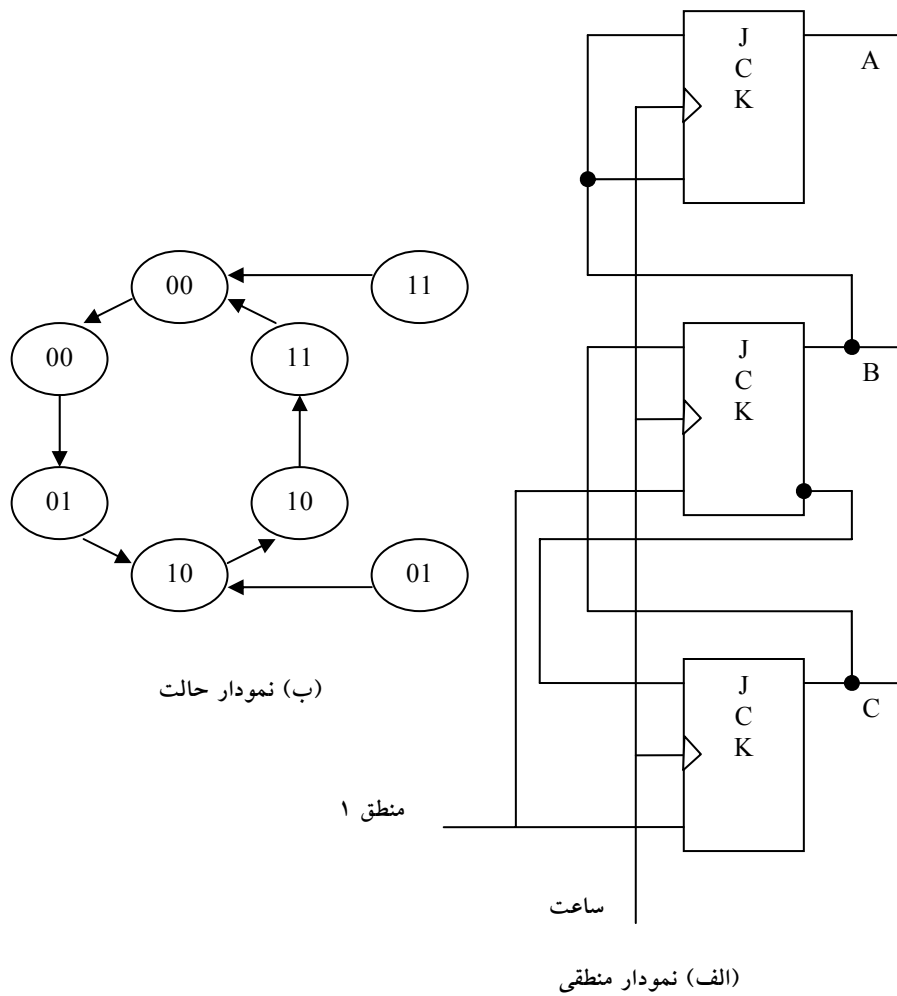 J
C
K
A
00
11
00
11
J
C
K
B
01
10
10
01
(ب) نمودار حالت
J
C
K
C
منطق ۱
ساعت
(الف) نمودار منطقی